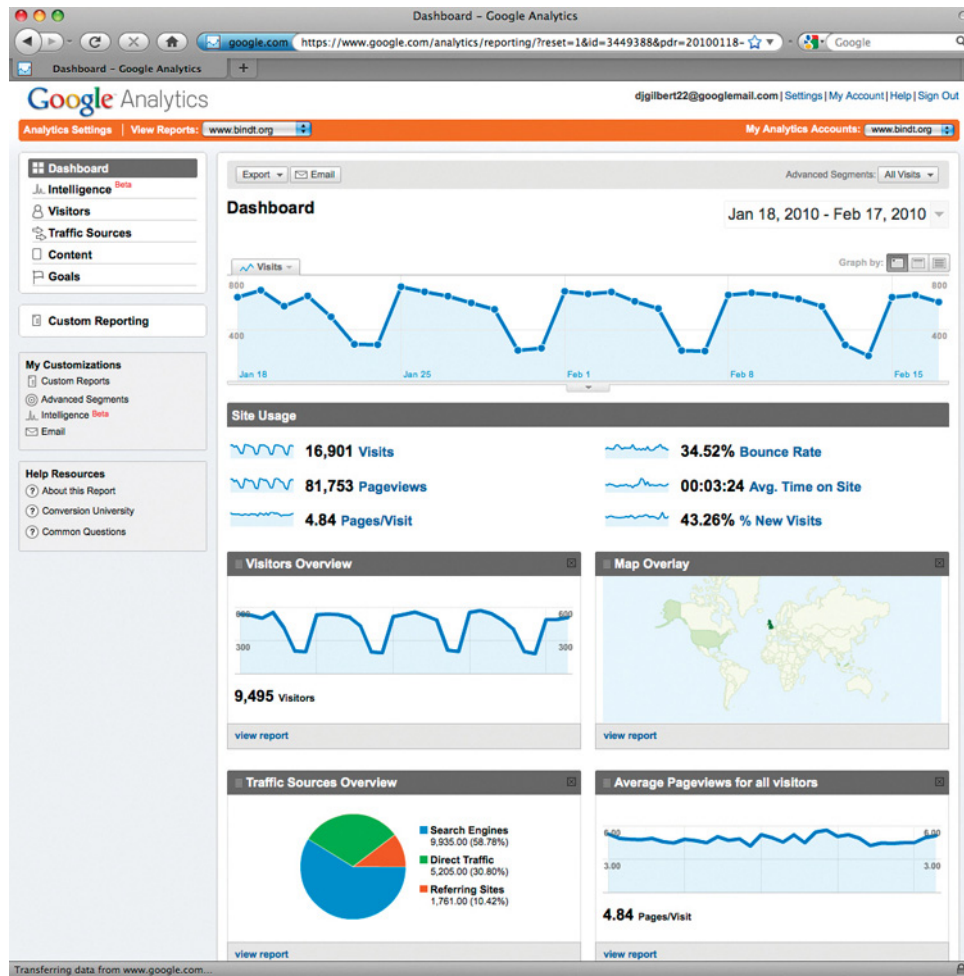 Dashboard – Google Analytics
google.com https://www.google.com/analytics/reporting/?reset=1&id=3449388&pdr=20100118- Google
Dashboard – Google Analytics +
Google Analytics
djgilbert22@googlemail.com | Settings | My Account | Help | Sign Out
Analytics Settings | View Reports: www.bindt.org My Analytics Accounts: www.bindt.org
Dashboard
Intelligence Beta
Visitors
Traffic Sources
Content
Goals
Custom Reporting
My Customizations
Custom Reports
Advanced Segments
Intelligence Beta
Email
Help Resources
? About this Report
? Conversion University
? Common Questions
Export Email Advanced Segments: All Visits
Dashboard
Jan 18, 2010 - Feb 17, 2010
Visits Graph by:
800 800
400 400
Jan 18 Jan 25 Feb 1 Feb 8 Feb 15
Site Usage
16,901 Visits
34.52% Bounce Rate
81,753 Pageviews
00:03:24 Avg. Time on Site
4.84 Pages/Visit
43.26% % New Visits
Visitors Overview
600 600
300 300
9,495 Visitors
view report
Map Overlay
view report
Traffic Sources Overview
Search Engines
9,935.00 (58.78%)
Direct Traffic
5,205.00 (30.80%)
Referring Sites
1,761.00 (10.42%)
view report
Average Pageviews for all visitors
6.00 6.00
3.00 3.00
4.84 Pages/Visit
view report
Transferring data from www.google.com...